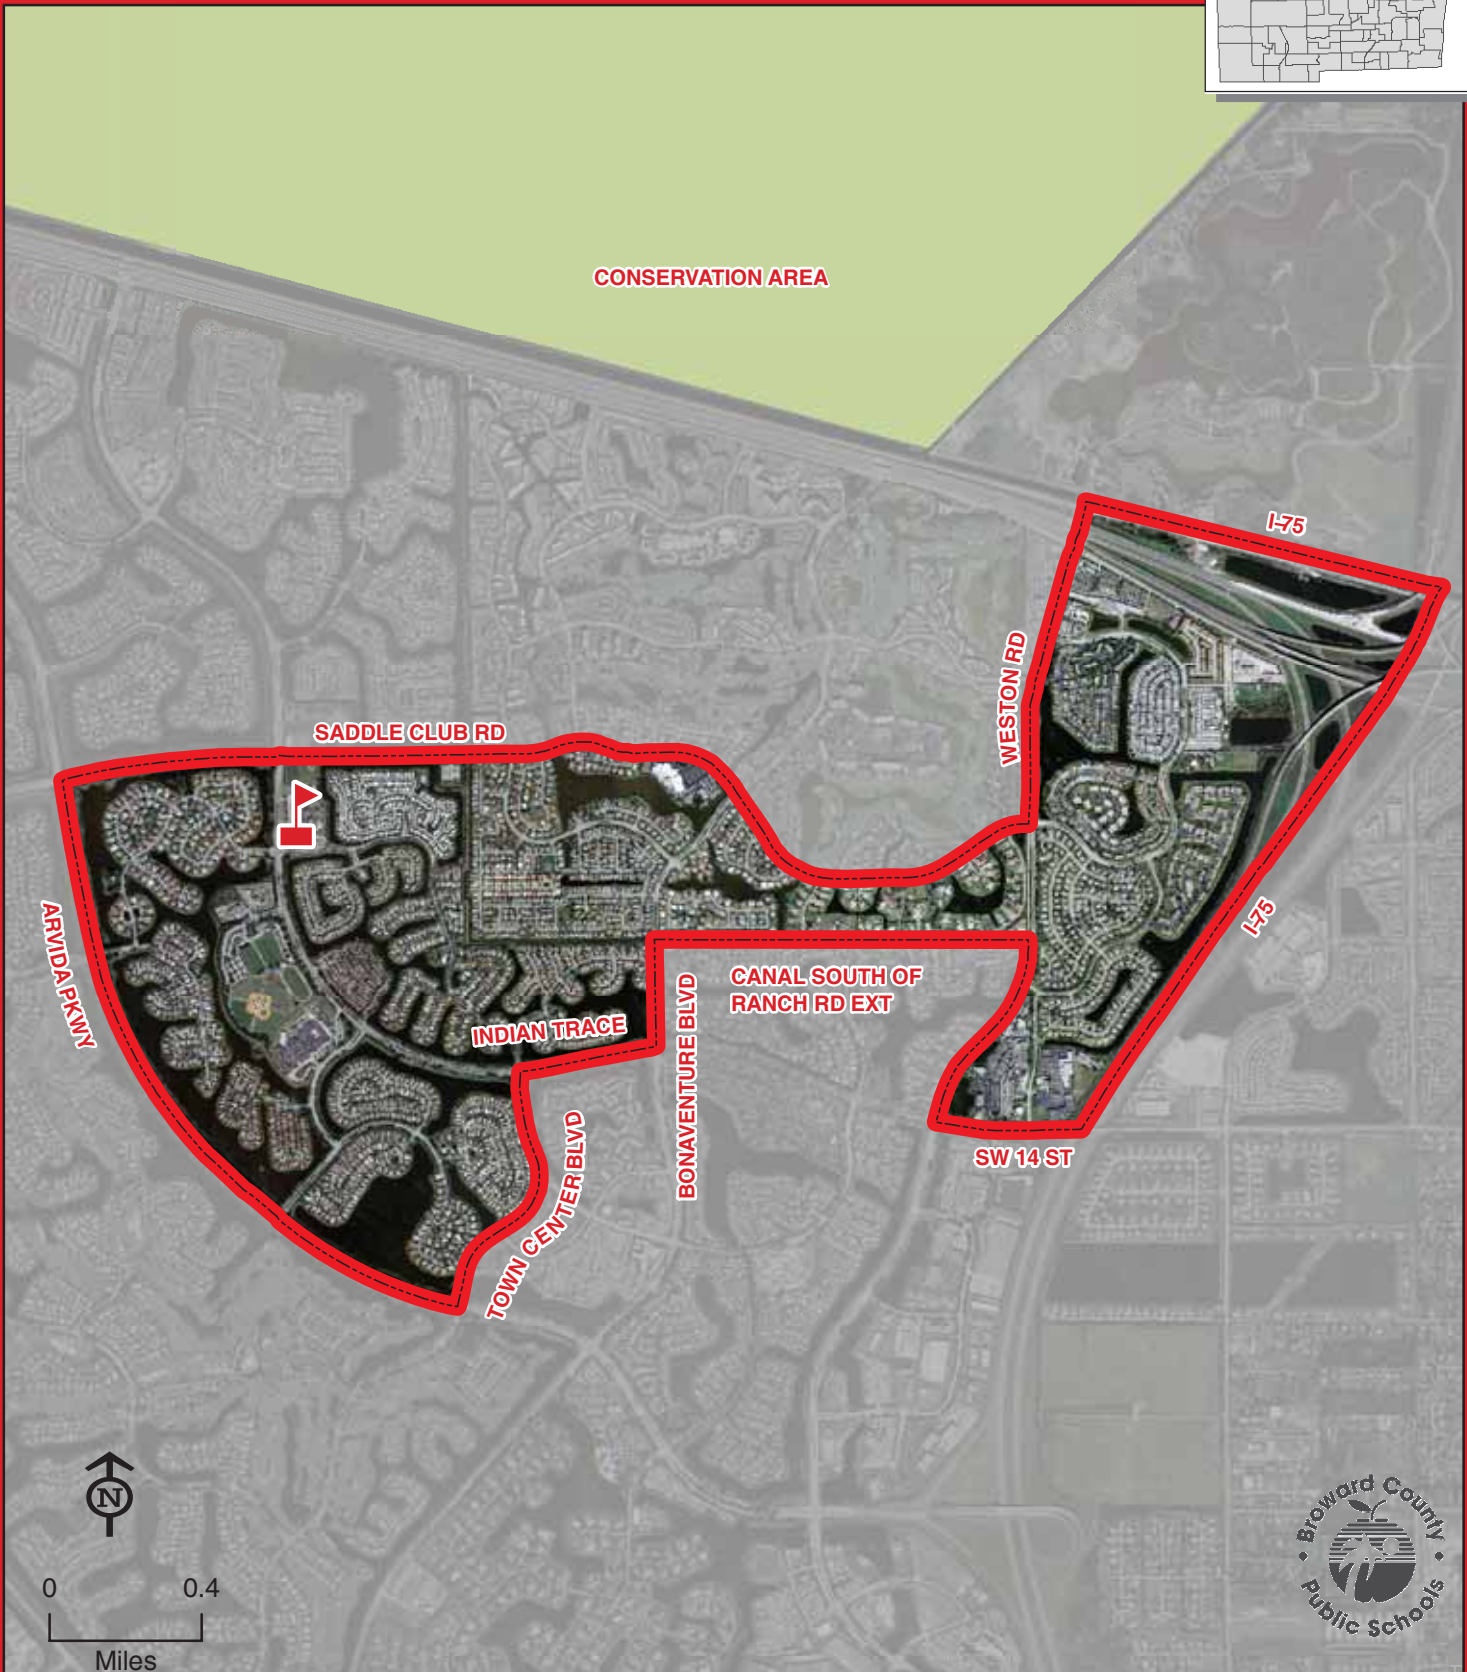 CONSERVATION AREA
I-75
WESTON RD
SADDLE CLUB RD
ARVIDA PKWY
I-75
CANAL SOUTH OF
RANCH RD EXT
INDIAN TRACE
BONAVENTURE BLVD
TOWN CENTER BLVD
SW 14 ST
N
0 0.4
Miles
Broward County
Public Schools